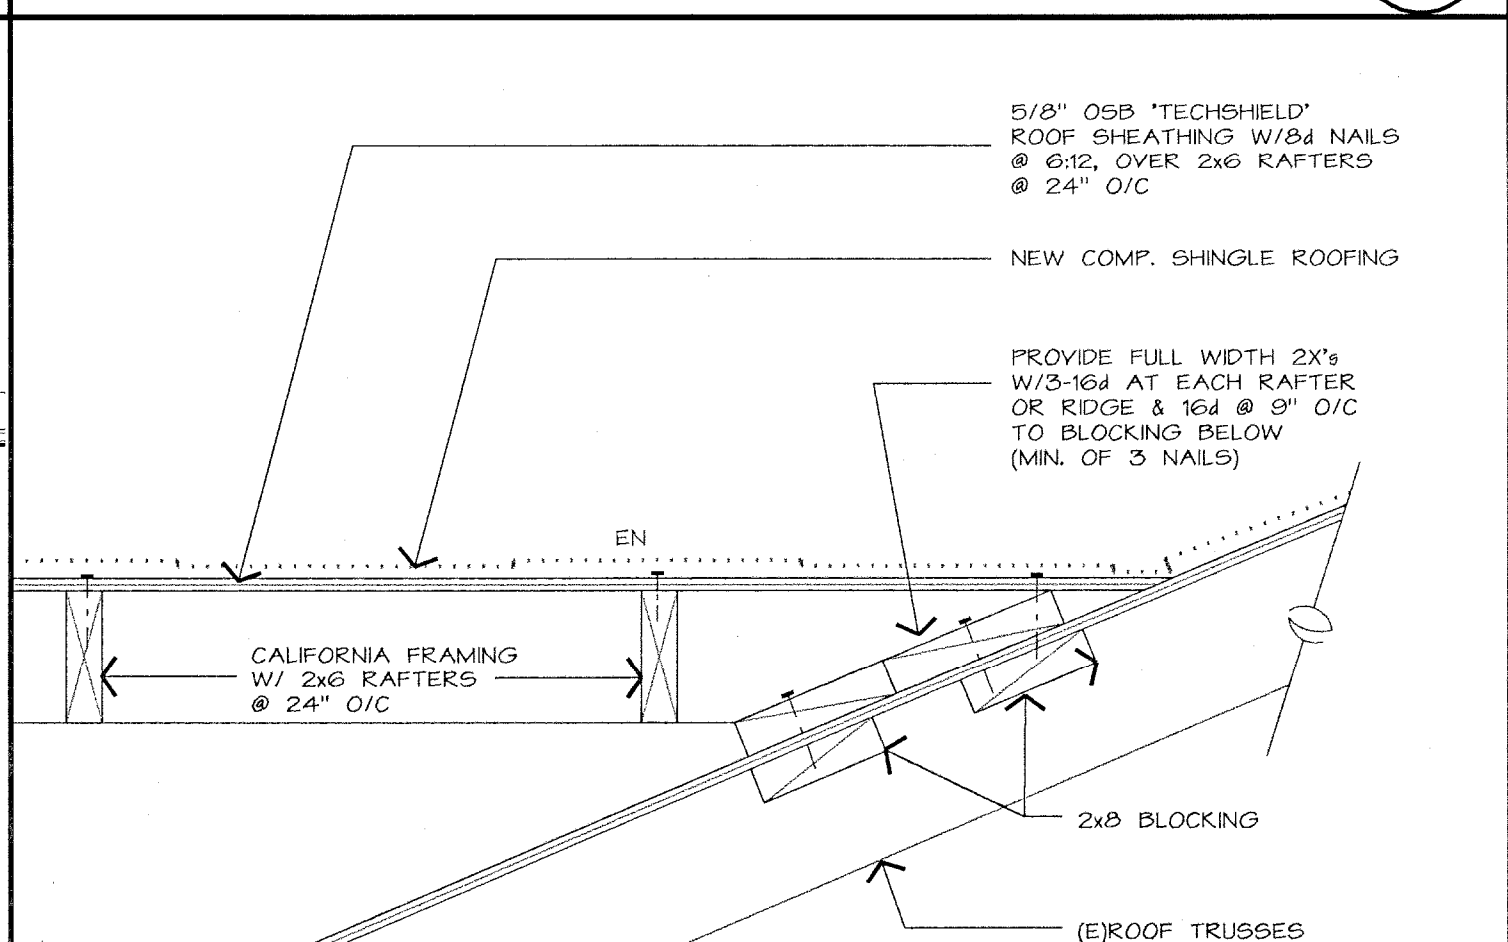 5/8" OSB 'TECHSHIELD'
ROOF SHEATHING W/8d NAILS
@ 6:12, OVER 2x6 RAFTERS
@ 24" O/C
NEW COMP. SHINGLE ROOFING
PROVIDE FULL WIDTH 2X's
W/3-16d AT EACH RAFTER
OR RIDGE & 16d @ 9" O/C
TO BLOCKING BELOW
(MIN. OF 3 NAILS)
EN
CALIFORNIA FRAMING
W/ 2x6 RAFTERS
@ 24" O/C
2x8 BLOCKING
(E)ROOF TRUSSES